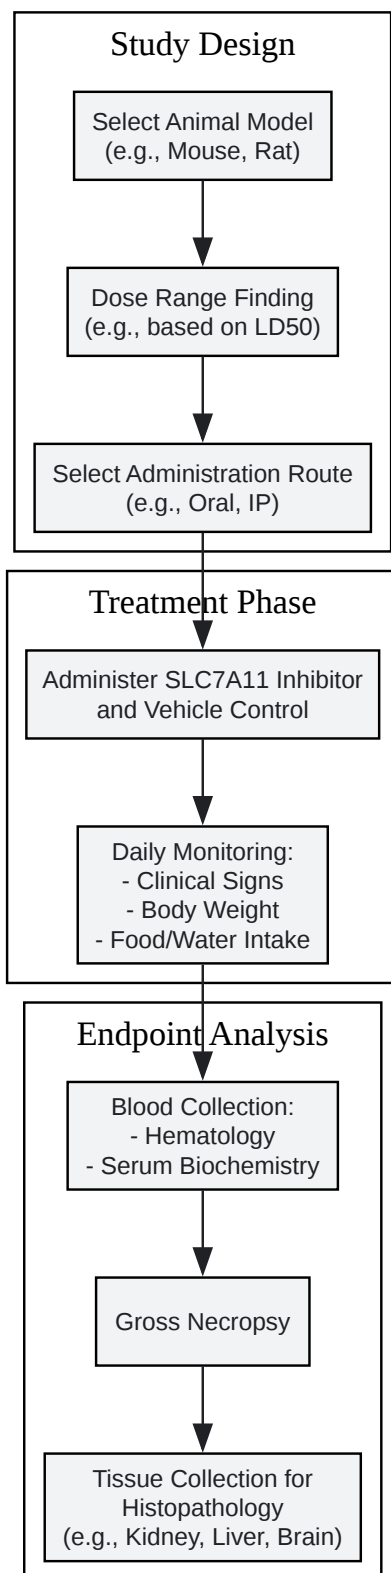 Study Design
Select Animal Model
(e.g., Mouse, Rat)
Dose Range Finding
(e.g., based on LD50)
Select Administration Route
(e.g., Oral, IP)
Treatment Phase
Administer SLC7A11 Inhibitor
and Vehicle Control
Daily Monitoring:
- Clinical Signs
- Body Weight
- Food/Water Intake
Endpoint Analysis
Blood Collection:
- Hematology
- Serum Biochemistry
Gross Necropsy
Tissue Collection for
Histopathology
(e.g., Kidney, Liver, Brain)